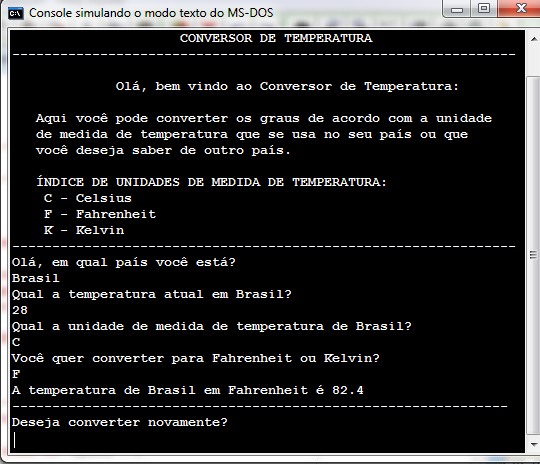 Console simulando o modo texto do MS-DOS
CONVERSOR DE TEMPERATURA
Olá, bem vindo ao Conversor de Temperatura:
Aqui você pode converter os graus de acordo com a unidade
de medida de temperatura que se usa no seu país ou que
você deseja saber de outro país.
ÍNDICE DE UNIDADES DE MEDIDA DE TEMPERATURA:
C - Celsius
F - Fahrenheit
K - Kelvin
Olá, em qual país você está?
Brasil
Qual a temperatura atual em Brasil?
28
Qual a unidade de medida de temperatura de Brasil?
C
Você quer converter para Fahrenheit ou Kelvin?
F
A temperatura de Brasil em Fahrenheit é 82.4
Deseja converter novamente?